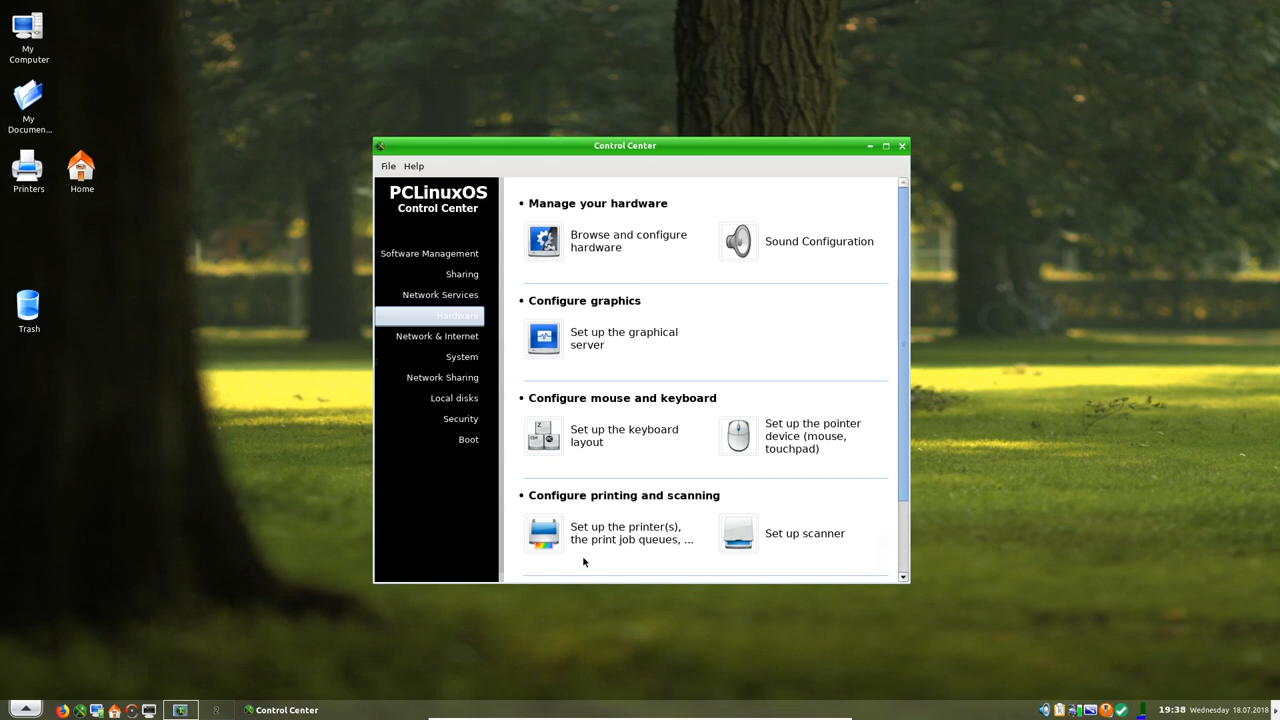 My
Computer
My
Documen...
Printers
Home
Trash
Control Center
File Help
PCLinuxOS
Control Center
Software Management
Sharing
Network Services
Hardware
Network & Internet
System
Network Sharing
Local disks
Security
Boot
• Manage your hardware
Browse and configure
hardware
Sound Configuration
• Configure graphics
Set up the graphical
server
• Configure mouse and keyboard
Set up the keyboard
layout
Set up the pointer
device (mouse,
touchpad)
• Configure printing and scanning
Set up the printer(s),
the print job queues, ...
Set up scanner
2
Control Center
19:38 Wednesday 18.07.2018